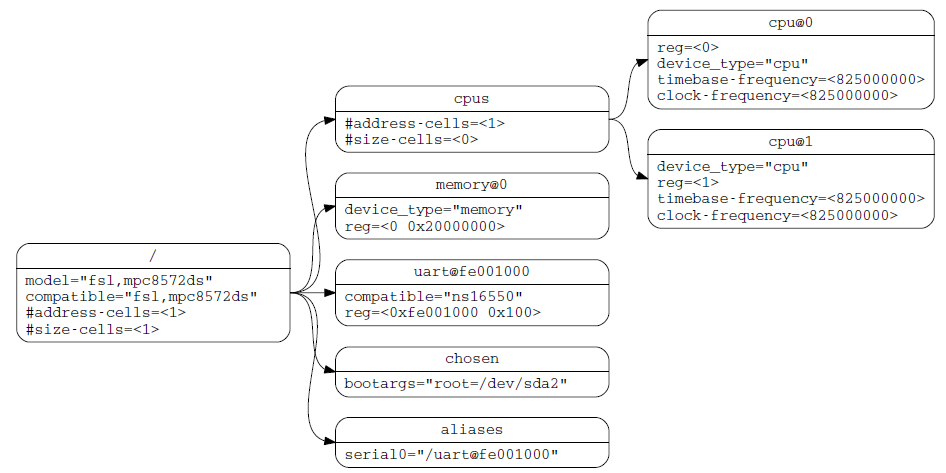 /
model="fsl,mpc8572ds"
compatible="fsl,mpc8572ds"
#address-cells=<1>
#size-cells=<1>
cpus
#address-cells=<1>
#size-cells=<0>
memory@0
device_type="memory"
reg=<0 0x20000000>
uart@fe001000
compatible="ns16550"
reg=<0xfe001000 0x100>
chosen
bootargs="root=/dev/sda2"
aliases
serial0="/uart@fe001000"
cpu@0
reg=<0>
device_type="cpu"
timebase-frequency=<825000000>
clock-frequency=<825000000>
cpu@1
device_type="cpu"
reg=<1>
timebase-frequency=<825000000>
clock-frequency=<825000000>